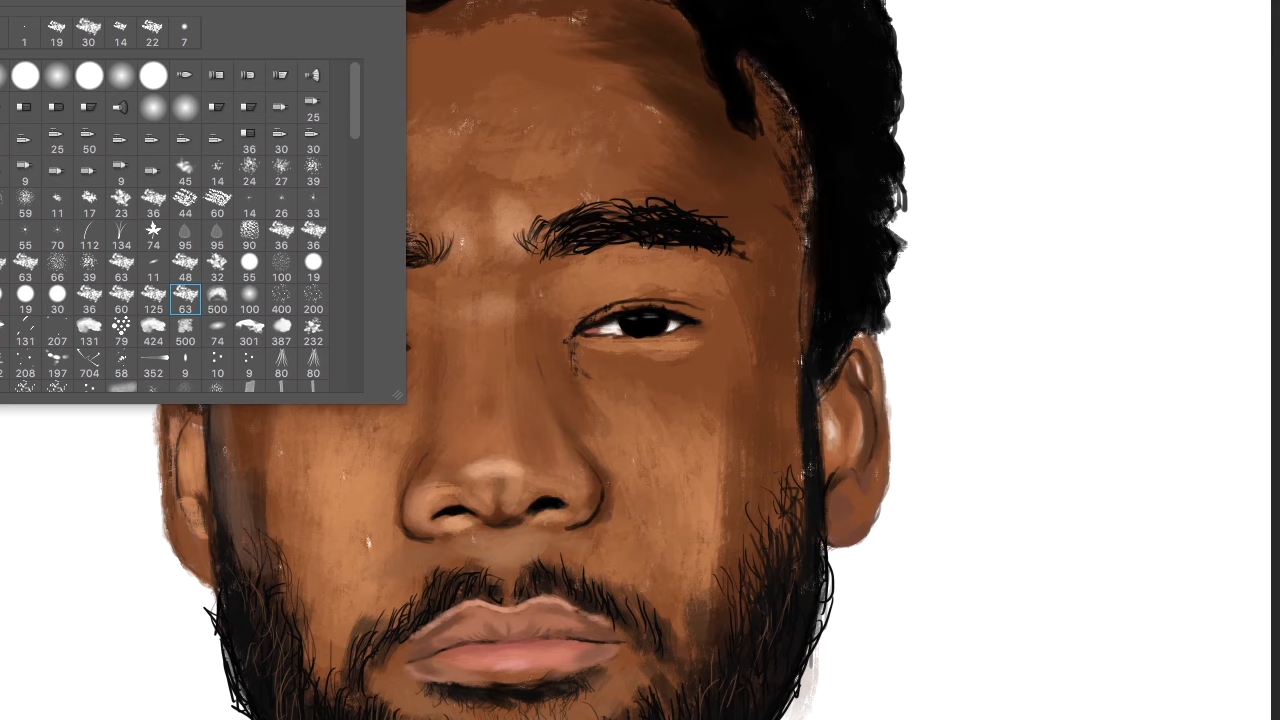 1 19 30 14 22 7
25
25 50 36 30 30
9 9 45 14 24 27 39
59 11 17 23 36 44 60 14 26 33
55 70 112 134 74 95 95 90 36 36
63 66 39 63 11 48 32 55 100 19
19 30 36 60 125 63 500 100 400 200
131 207 131 79 424 500 74 301 387 232
2 208 197 704 58 352 9 10 9 80 80